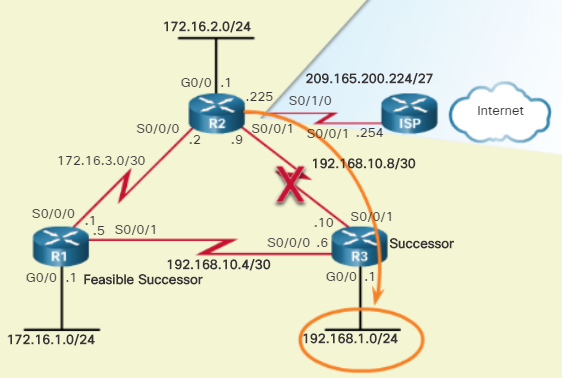 172.16.2.0/24
G0/0 .1
209.165.200.224/27
.225
S0/1/0
Internet
R2
ISP
S0/0/0
S0/0/1
S0/0/1 .254
.2
.9
172.16.3.0/30
192.168.10.8/30
S0/0/0
.1
.10
S0/0/1
.5
S0/0/1
S0/0/0 .6
Successor
R1
R3
192.168.10.4/30
G0/0 .1
Feasible Successor
G0/0 .1
172.16.1.0/24
192.168.1.0/24